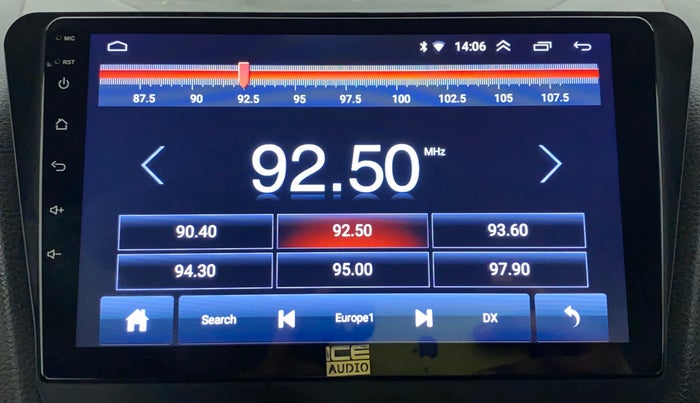 MIC
14:06
RST
87.5 90 92.5 95 97.5 100 102.5 105 107.5
92.50 MHz
90.40 92.50 93.60
94.30 95.00 97.90
Search Europe1 DX
ICE
AUDIO